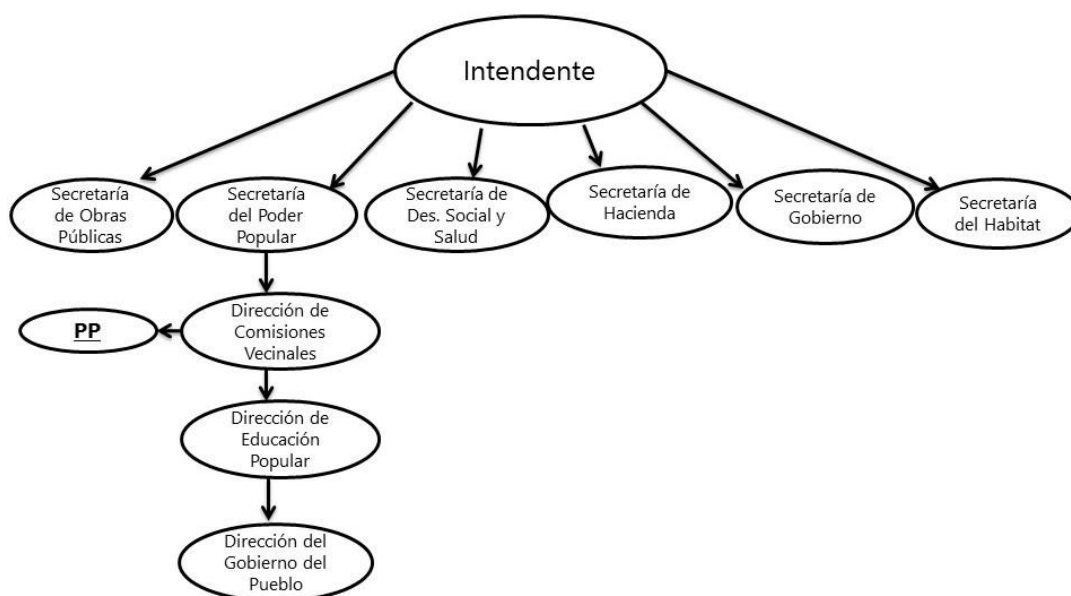 Intendente
Secretaría
de Obras
Públicas
Secretaría
del Poder
Popular
Secretaría de
Des. Social y
Salud
Secretaría de
Hacienda
Secretaría de
Gobierno
Secretaría
del Habitat
Dirección de
Comisiones
Vecinales
PP
Dirección de
Educación
Popular
Dirección del
Gobierno del
Pueblo